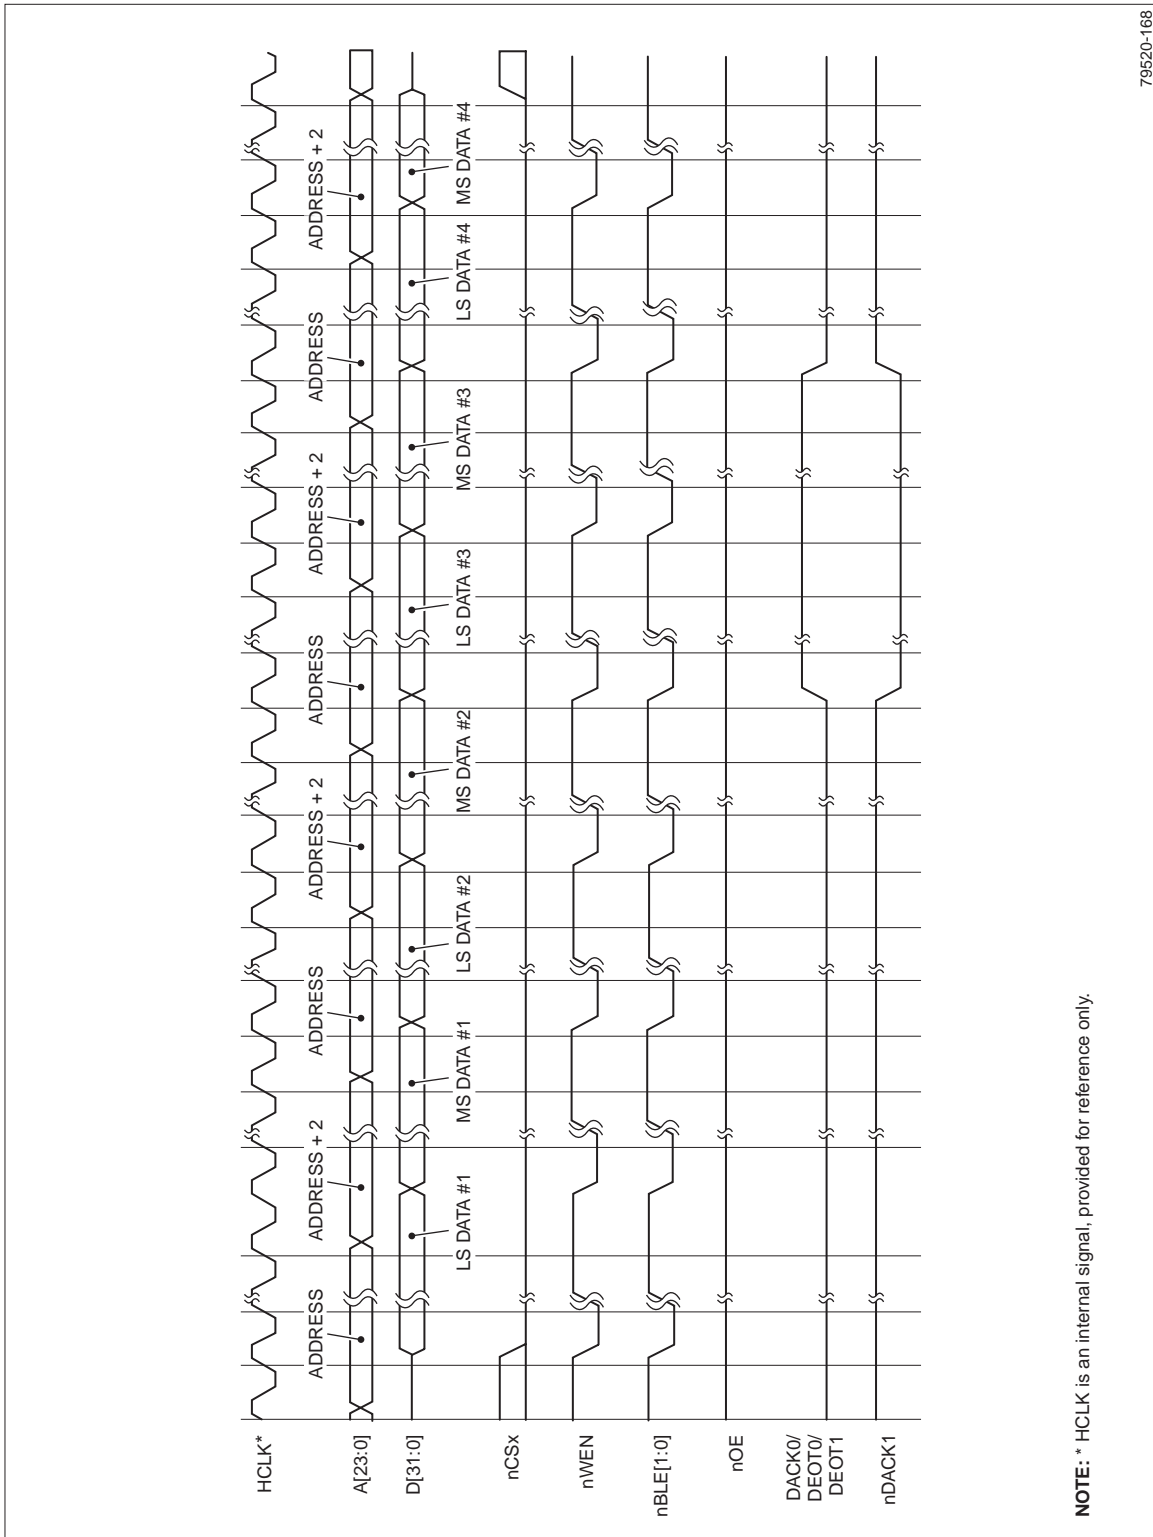 HCLK*
ADDRESS
ADDRESS + 2
ADDRESS
ADDRESS + 2
ADDRESS
ADDRESS + 2
ADDRESS
ADDRESS + 2
A[23:0]
D[31:0]
LS DATA #1
MS DATA #1
LS DATA #2
MS DATA #2
LS DATA #3
MS DATA #3
LS DATA #4
MS DATA #4
nCSx
nWEN
nBLE[1:0]
nOE
DACK0/
DEOT0/
DEOT1
nDACK1
NOTE: * HCLK is an internal signal, provided for reference only.
79520-168